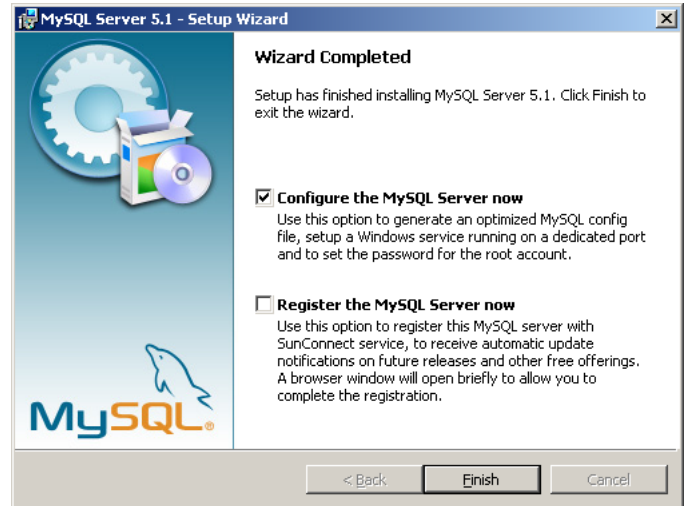 MySQL Server 5.1 - Setup Wizard
Wizard Completed
Setup has finished installing MySQL Server 5.1. Click Finish to
exit the wizard.
Configure the MySQL Server now
Use this option to generate an optimized MySQL config
file, setup a Windows service running on a dedicated port
and to set the password for the root account.
Register the MySQL Server now
Use this option to register this MySQL server with
SunConnect service, to receive automatic update
notifications on future releases and other free offerings.
A browser window will open briefly to allow you to
complete the registration.
MySQL®
< Back
Finish
Cancel